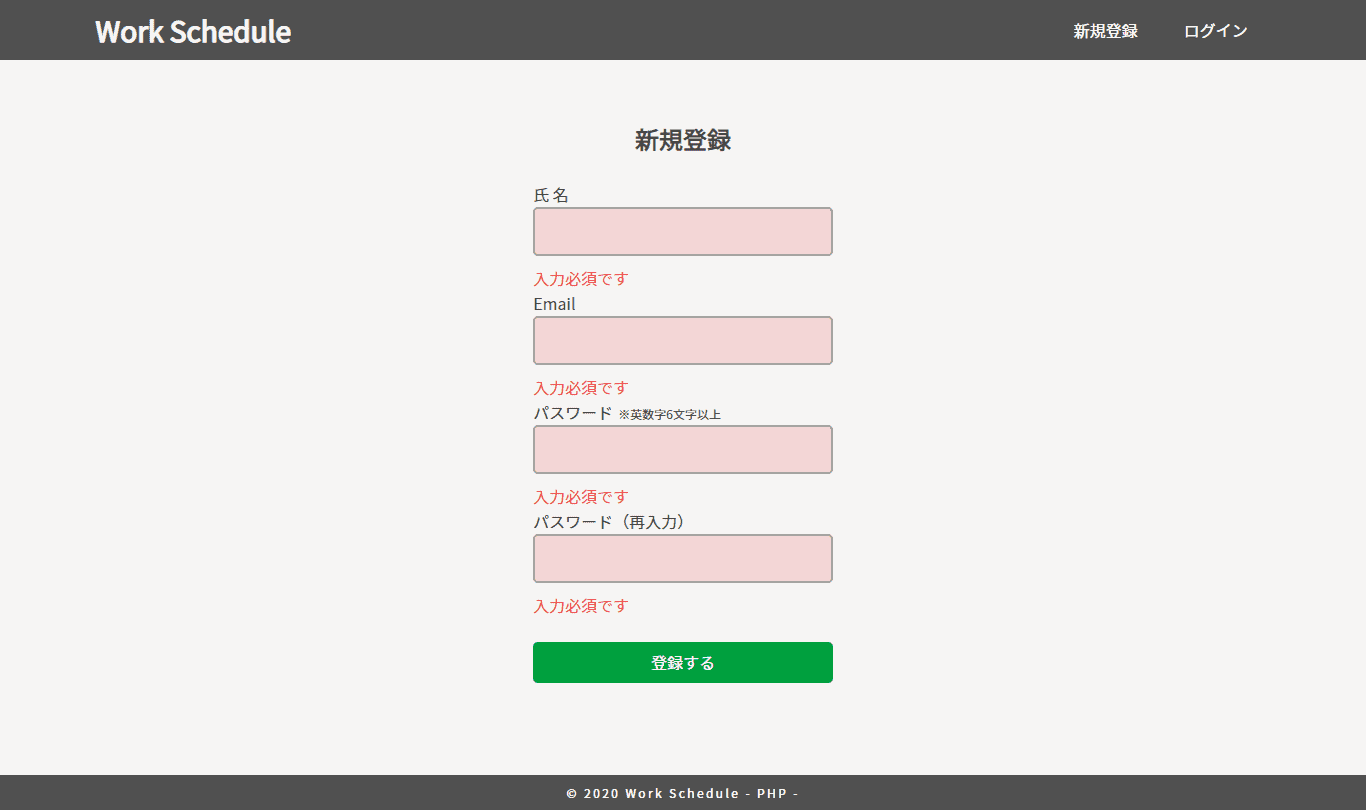 Work Schedule
新規登録
ログイン
新規登録
氏 名
入力必須です
Email
入力必須です
パスワード ※英数字6文字以上
入力必須です
パスワード（再入力）
入力必須です
登録する
© 2020 Work Schedule - PHP -